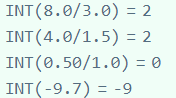 INT(8.0/3.0) = 2
INT(4.0/1.5) = 2
INT(0.50/1.0) = 0
INT(-9.7) = -9